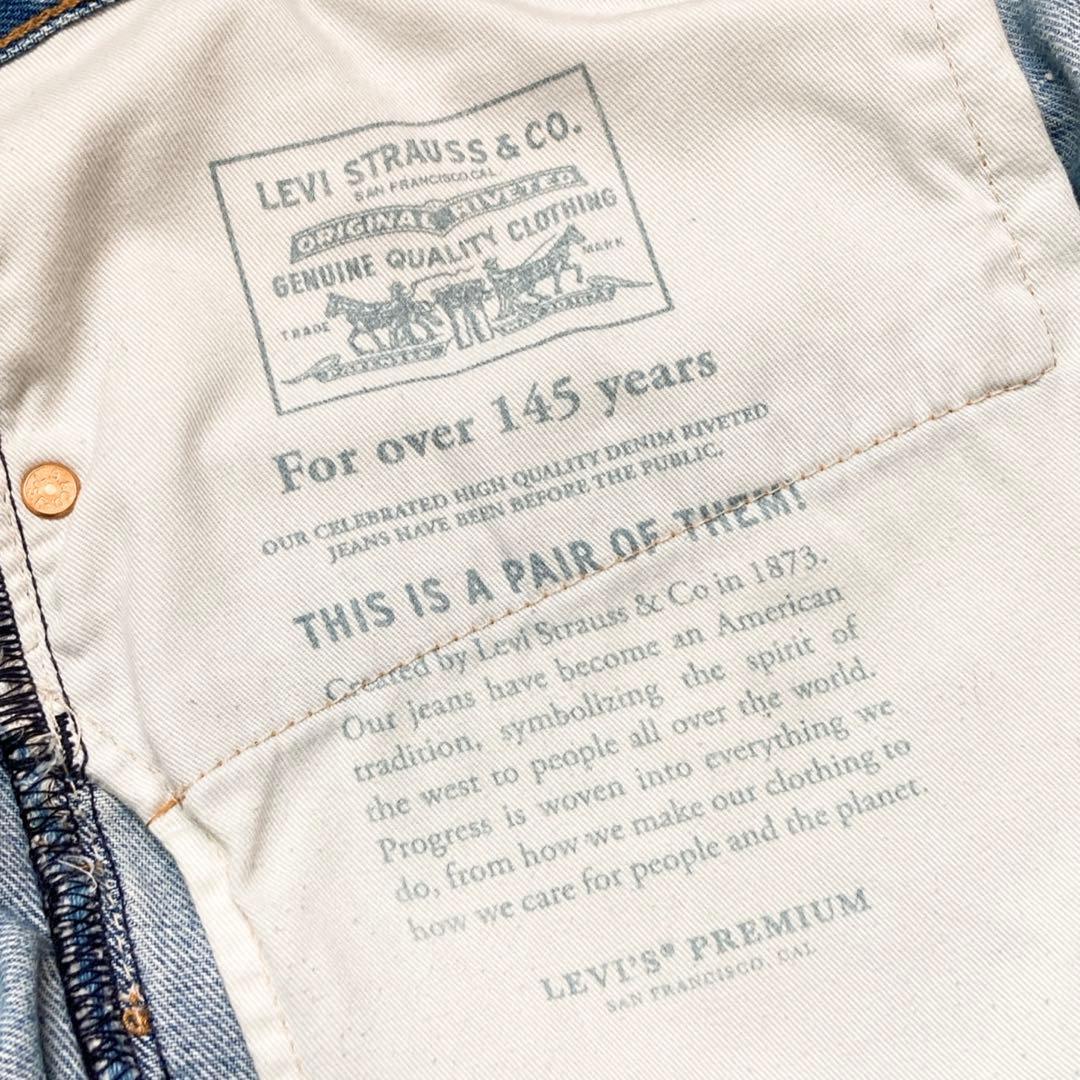 LEVI STRAUSS & CO.
SAN FRANCISCO, CAL
ORIGINAL RIVETED
GENUINE QUALITY CLOTHING
TRADE MARK
For over 145 years
OUR CELEBRATED HIGH QUALITY DENIM RIVETED
JEANS HAVE BEEN BEFORE THE PUBLIC.
THIS IS A PAIR OF THEM!
Created by Levi Strauss & Co in 1873.
Our jeans have become an American
tradition, symbolizing the spirit of
the west to people all over the world.
Progress is woven into everything we
do, from how we make our clothing to
how we care for people and the planet.
LEVI'S® PREMIUM
SAN FRANCISCO, CAL